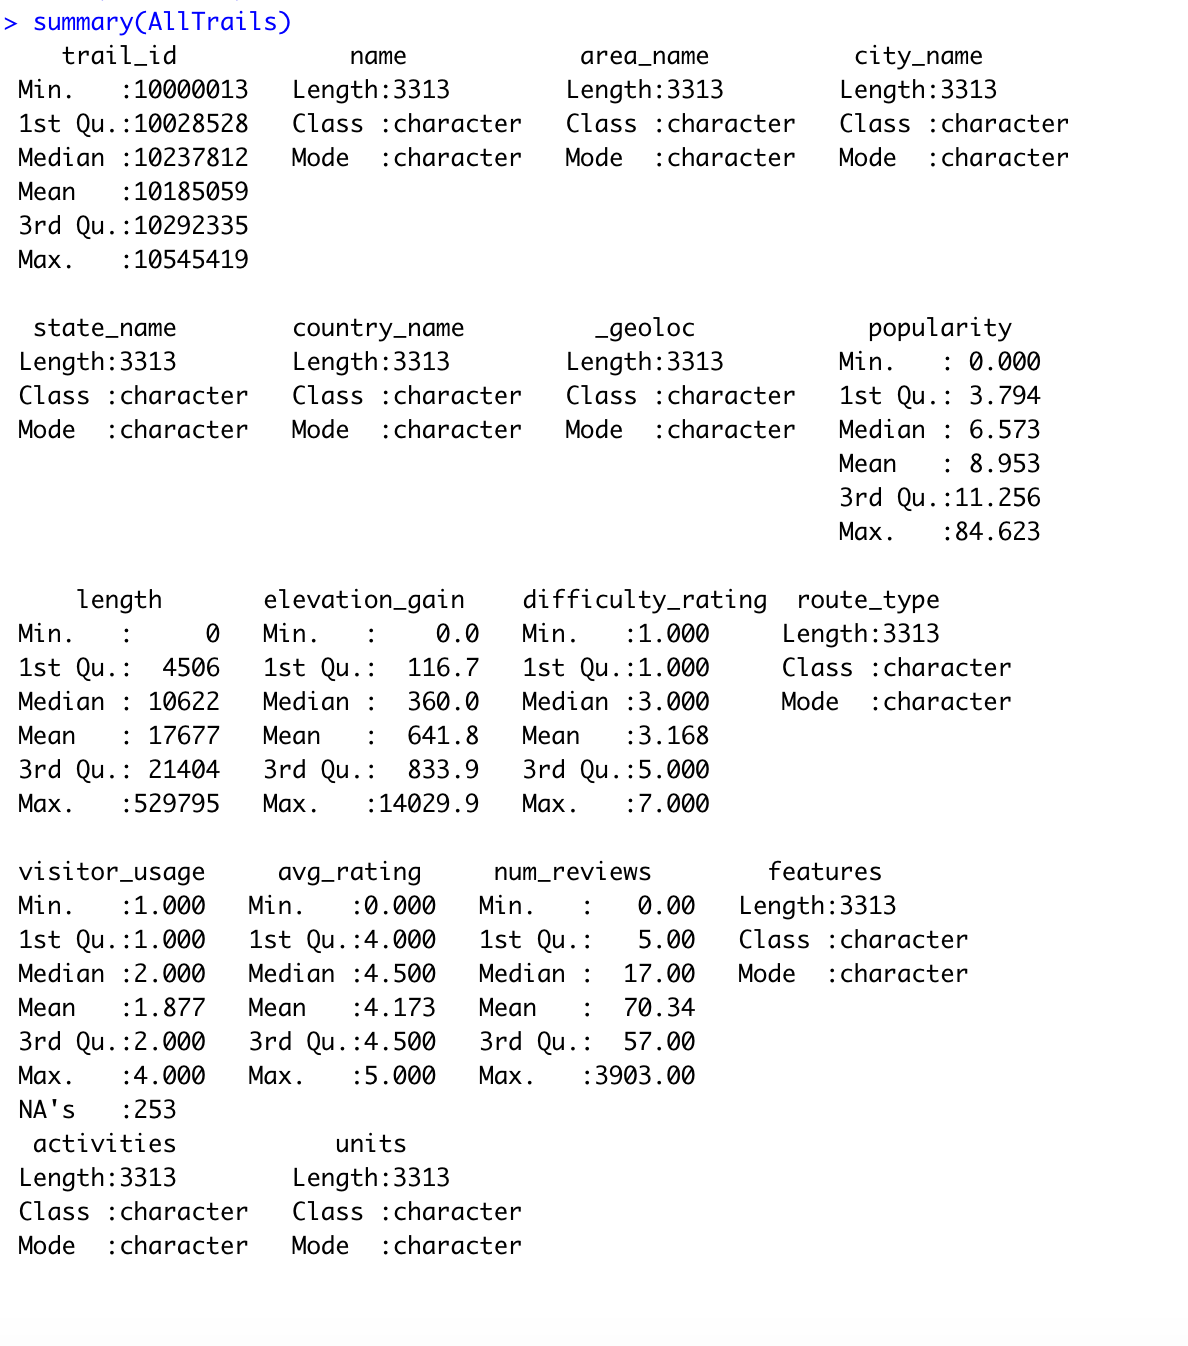 > summary(AllTrails)
    trail_id            name            area_name          city_name
 Min.   :10000013   Length:3313        Length:3313        Length:3313
 1st Qu.:10028528   Class :character   Class :character   Class :character
 Median :10237812   Mode  :character   Mode  :character   Mode  :character
 Mean   :10185059
 3rd Qu.:10292335
 Max.   :10545419
  state_name        country_name         _geoloc            popularity
 Length:3313        Length:3313        Length:3313        Min.   : 0.000
 Class :character   Class :character   Class :character   1st Qu.: 3.794
 Mode  :character   Mode  :character   Mode  :character   Median : 6.573
                                                          Mean   : 8.953
                                                          3rd Qu.:11.256
                                                          Max.   :84.623
     length       elevation_gain    difficulty_rating  route_type
 Min.   :     0   Min.   :    0.0   Min.   :1.000     Length:3313
 1st Qu.:  4506   1st Qu.:  116.7   1st Qu.:1.000     Class :character
 Median : 10622   Median :  360.0   Median :3.000     Mode  :character
 Mean   : 17677   Mean   :  641.8   Mean   :3.168
 3rd Qu.: 21404   3rd Qu.:  833.9   3rd Qu.:5.000
 Max.   :529795   Max.   :14029.9   Max.   :7.000
 visitor_usage     avg_rating     num_reviews        features
 Min.   :1.000   Min.   :0.000   Min.   :   0.00   Length:3313
 1st Qu.:1.000   1st Qu.:4.000   1st Qu.:   5.00   Class :character
 Median :2.000   Median :4.500   Median :  17.00   Mode  :character
 Mean   :1.877   Mean   :4.173   Mean   :  70.34
 3rd Qu.:2.000   3rd Qu.:4.500   3rd Qu.:  57.00
 Max.   :4.000   Max.   :5.000   Max.   :3903.00
 NA's   :253
  activities           units
 Length:3313        Length:3313
 Class :character   Class :character
 Mode  :character   Mode  :character